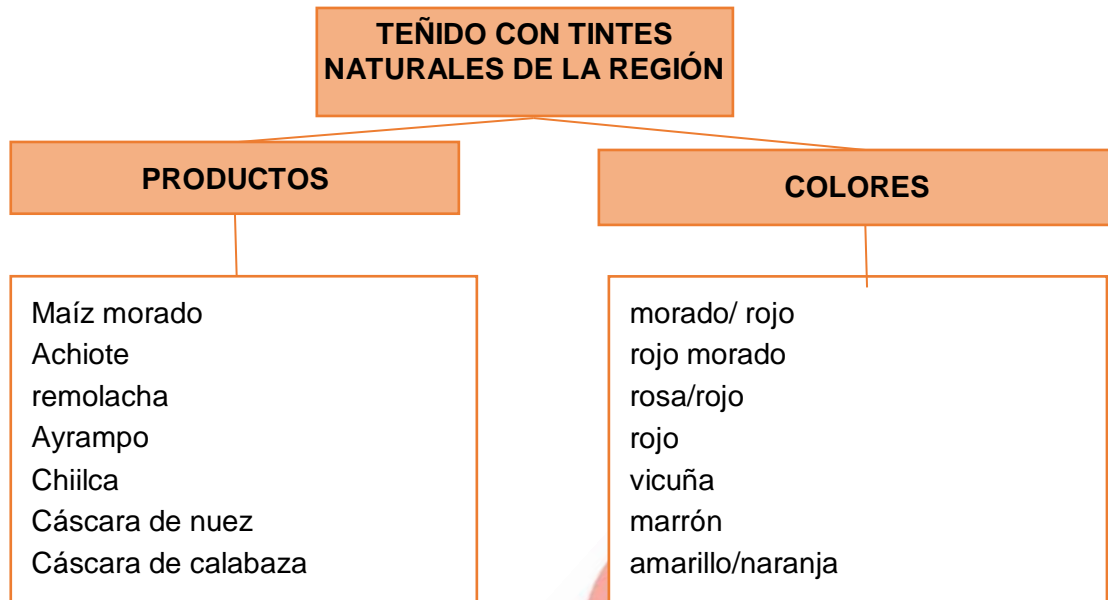 TEÑIDO CON TINTES
NATURALES DE LA REGIÓN
PRODUCTOS
COLORES
Maíz morado
Achiote
remolacha
Ayrampo
Chiilca
Cáscara de nuez
Cáscara de calabaza
morado/ rojo
rojo morado
rosa/rojo
rojo
vicuña
marrón
amarillo/naranja